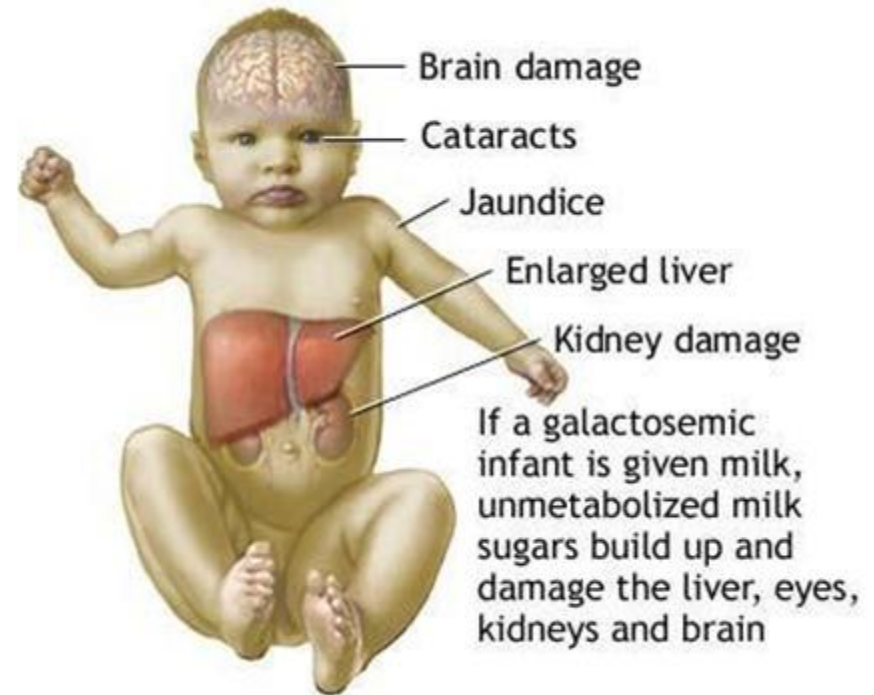 Brain damage
Cataracts
Jaundice
Enlarged liver
Kidney damage
If a galactosemic
infant is given milk,
unmetabolized milk
sugars build up and
damage the liver, eyes,
kidneys and brain